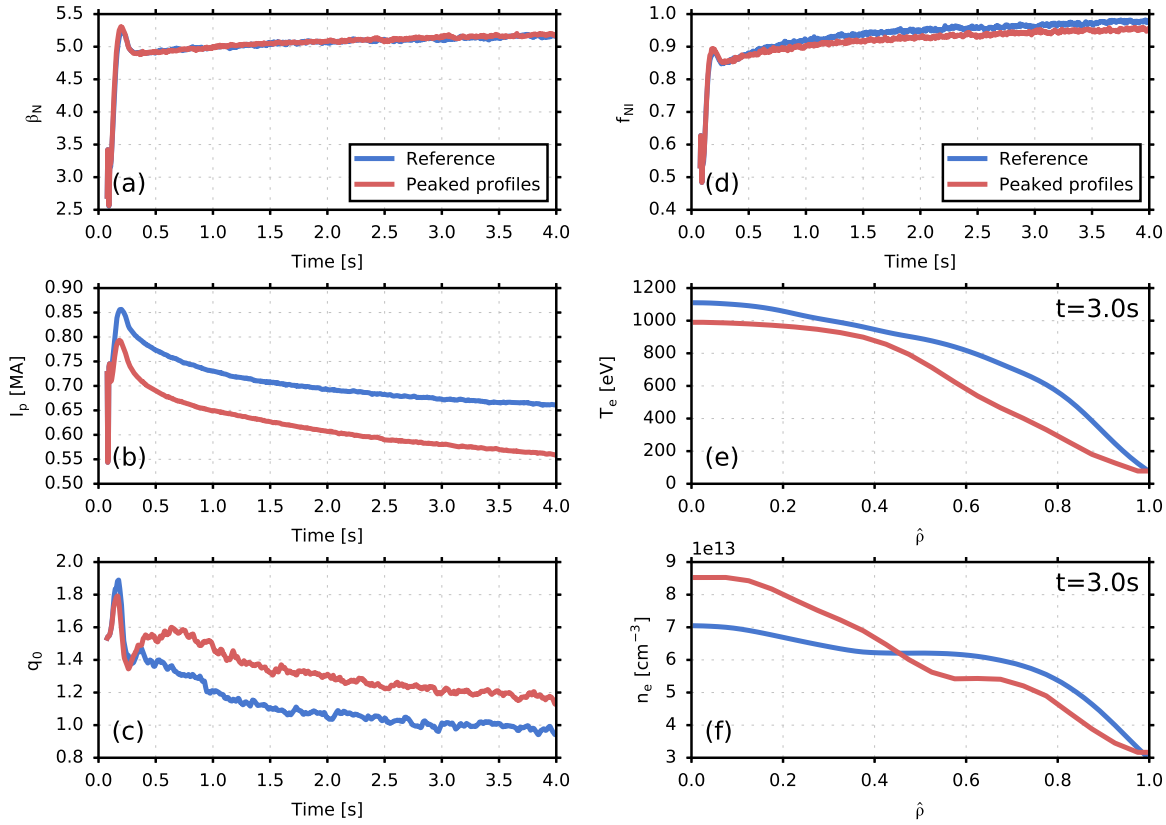 5.5
5.0
4.5
4.0
3.5
3.0
2.5
β_N
(a)
Reference
Peaked profiles
0.0 0.5 1.0 1.5 2.0 2.5 3.0 3.5 4.0
Time [s]
1.0
0.9
0.8
0.7
0.6
0.5
0.4
f_NI
(d)
Reference
Peaked profiles
0.0 0.5 1.0 1.5 2.0 2.5 3.0 3.5 4.0
Time [s]
0.90
0.85
0.80
0.75
0.70
0.65
0.60
0.55
0.50
I_p [MA]
(b)
0.0 0.5 1.0 1.5 2.0 2.5 3.0 3.5 4.0
Time [s]
1200
1000
800
600
400
200
0
T_e [eV]
t=3.0s
(e)
0.0 0.2 0.4 0.6 0.8 1.0
ρ̂
2.0
1.8
1.6
1.4
1.2
1.0
0.8
q_0
(c)
0.0 0.5 1.0 1.5 2.0 2.5 3.0 3.5 4.0
Time [s]
1e13
9
8
7
6
5
4
3
n_e [cm⁻³]
t=3.0s
(f)
0.0 0.2 0.4 0.6 0.8 1.0
ρ̂